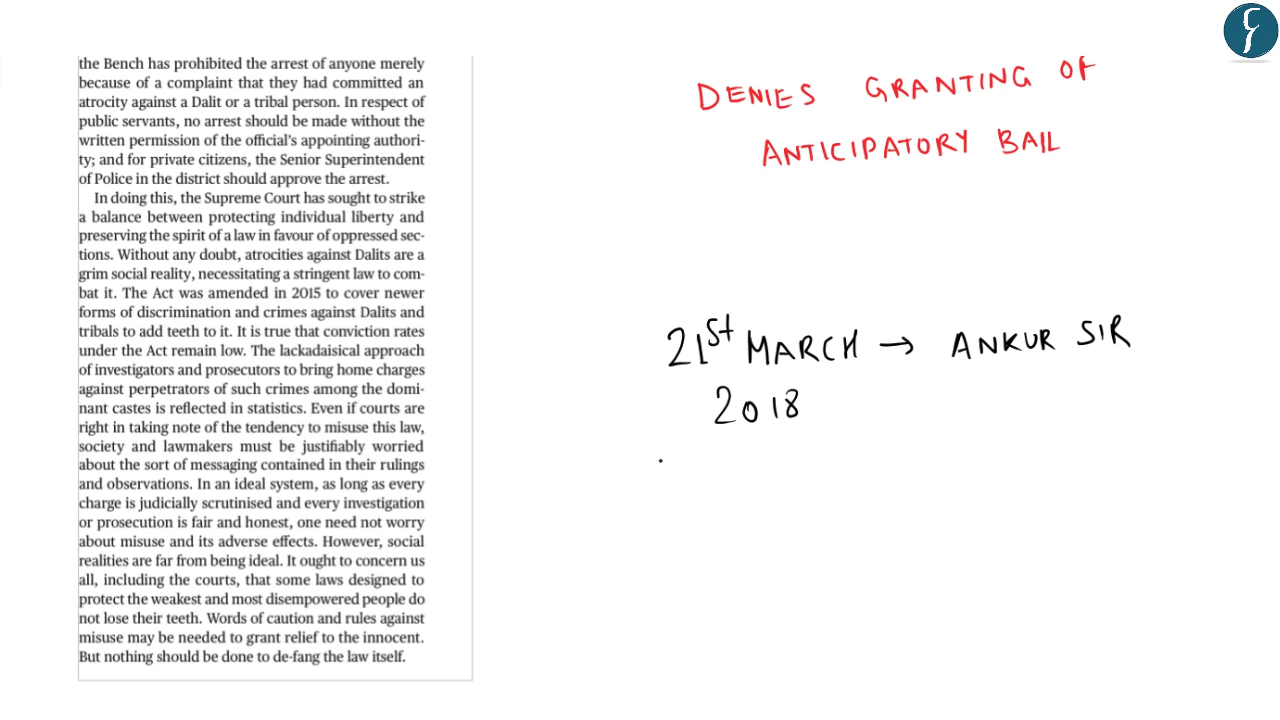 the Bench has prohibited the arrest of anyone merely
because of a complaint that they had committed an
atrocity against a Dalit or a tribal person. In respect of
public servants, no arrest should be made without the
written permission of the official's appointing authori-
ty; and for private citizens, the Senior Superintendent
of Police in the district should approve the arrest.
In doing this, the Supreme Court has sought to strike
a balance between protecting individual liberty and
preserving the spirit of a law in favour of oppressed sec-
tions. Without any doubt, atrocities against Dalits are a
grim social reality, necessitating a stringent law to com-
bat it. The Act was amended in 2015 to cover newer
forms of discrimination and crimes against Dalits and
tribals to add teeth to it. It is true that conviction rates
under the Act remain low. The lackadaisical approach
of investigators and prosecutors to bring home charges
against perpetrators of such crimes among the domi-
nant castes is reflected in statistics. Even if courts are
right in taking note of the tendency to misuse this law,
society and lawmakers must be justifiably worried
about the sort of messaging contained in their rulings
and observations. In an ideal system, as long as every
charge is judicially scrutinised and every investigation
or prosecution is fair and honest, one need not worry
about misuse and its adverse effects. However, social
realities are far from being ideal. It ought to concern us
all, including the courts, that some laws designed to
protect the weakest and most disempowered people do
not lose their teeth. Words of caution and rules against
misuse may be needed to grant relief to the innocent.
But nothing should be done to de-fang the law itself.
DENIES GRANTING OF
ANTICIPATORY BAIL
21st MARCH → ANKUR SIR
2018